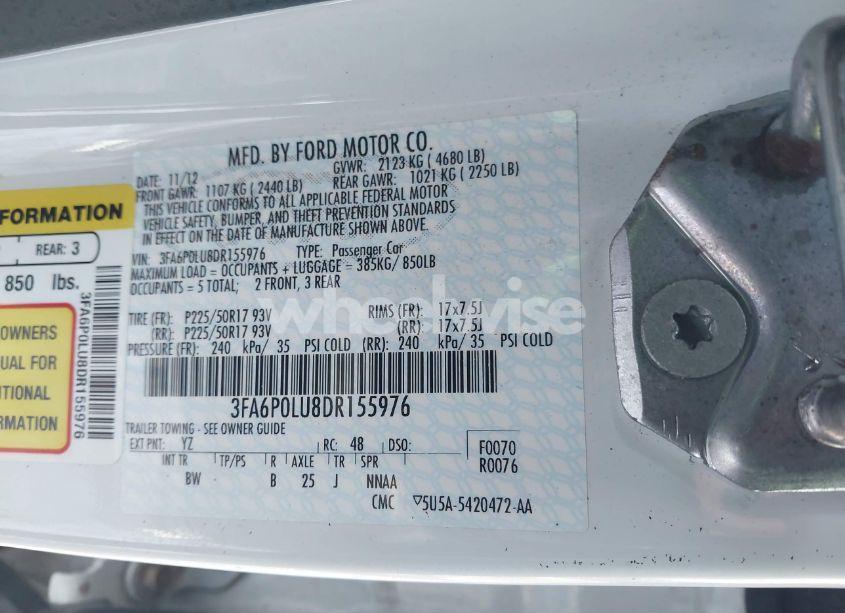 MFD. BY FORD MOTOR CO.
DATE: 11/12 GVWR: 2123 KG ( 4680 LB)
FRONT GAWR: 1107 KG ( 2440 LB) REAR GAWR: 1021 KG ( 2250 LB)
THIS VEHICLE CONFORMS TO ALL APPLICABLE FEDERAL MOTOR
VEHICLE SAFETY, BUMPER, AND THEFT PREVENTION STANDARDS
IN EFFECT ON THE DATE OF MANUFACTURE SHOWN ABOVE.
VIN: 3FA6P0LU8DR155976 TYPE: Passenger Car
MAXIMUM LOAD = OCCUPANTS + LUGGAGE = 385KG/ 850LB
OCCUPANTS = 5 TOTAL; 2 FRONT, 3 REAR
TIRE (FR): P225/50R17 93V RIMS (FR): 17x7.5J
(RR): P225/50R17 93V (RR): 17x7.5J
PRESSURE (FR): 240 kPa/ 35 PSI COLD (RR): 240 kPa/ 35 PSI COLD
3FA6P0LU8DR155976
TRAILER TOWING - SEE OWNER GUIDE
EXT PNT: YZ RC: 48 DSO: F0070
INT TR TP/PS R AXLE TR SPR R0076
BW B 25 J NNAA
CMC ▽5U5A-5420472-AA
FORMATION
REAR: 3
850 lbs.
OWNERS
UAL FOR
ITIONAL
ORMATION
3FA6P0LU8DR155976
wheelwise